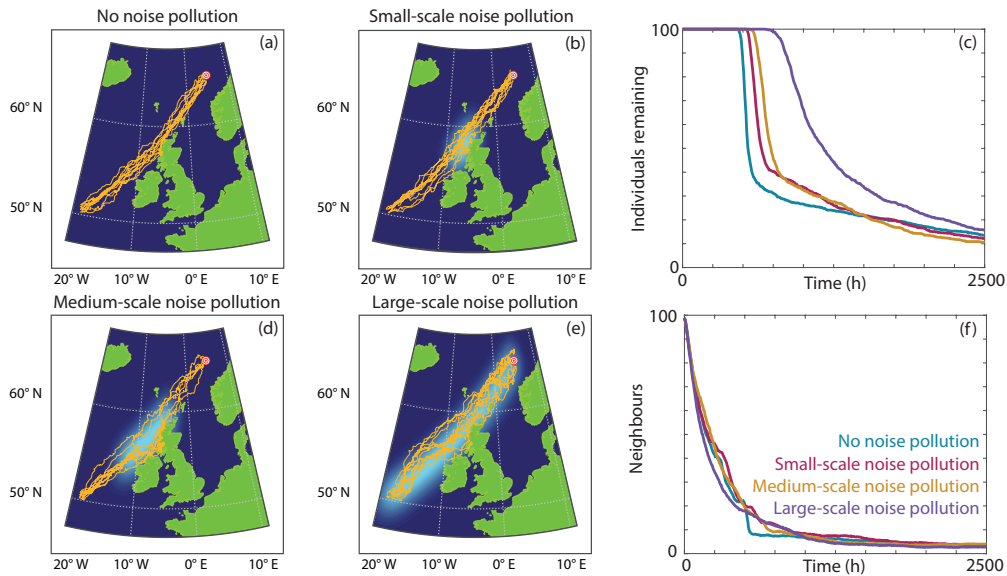 No noise pollution
(a)
60° N
50° N
20° W
10° W
0° E
10° E
Small-scale noise pollution
(b)
60° N
50° N
20° W
10° W
0° E
10° E
(c)
100
0
Individuals remaining
Time (h)
2500
Medium-scale noise pollution
(d)
60° N
50° N
20° W
10° W
0° E
10° E
Large-scale noise pollution
(e)
60° N
50° N
20° W
10° W
0° E
10° E
(f)
100
0
Neighbours
No noise pollution
Small-scale noise pollution
Medium-scale noise pollution
Large-scale noise pollution
Time (h)
2500